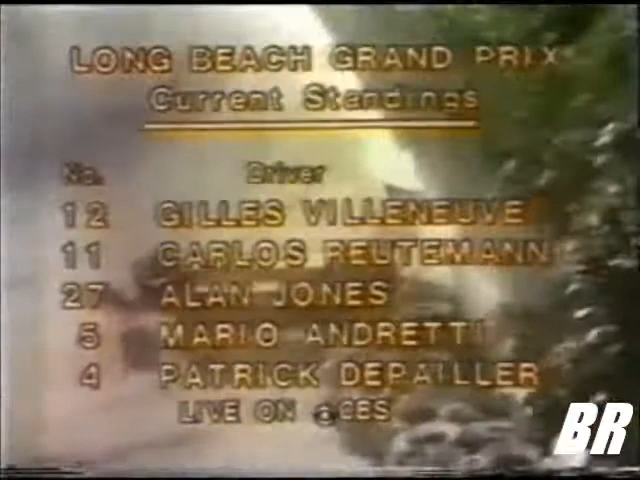 LONG BEACH GRAND PRIX
Current Standings
No. Driver
12 GILLES VILLENEUVE
11 CARLOS REUTEMANN
27 ALAN JONES
5 MARIO ANDRETTI
4 PATRICK DEPAILLER
LIVE ON CBS
BR